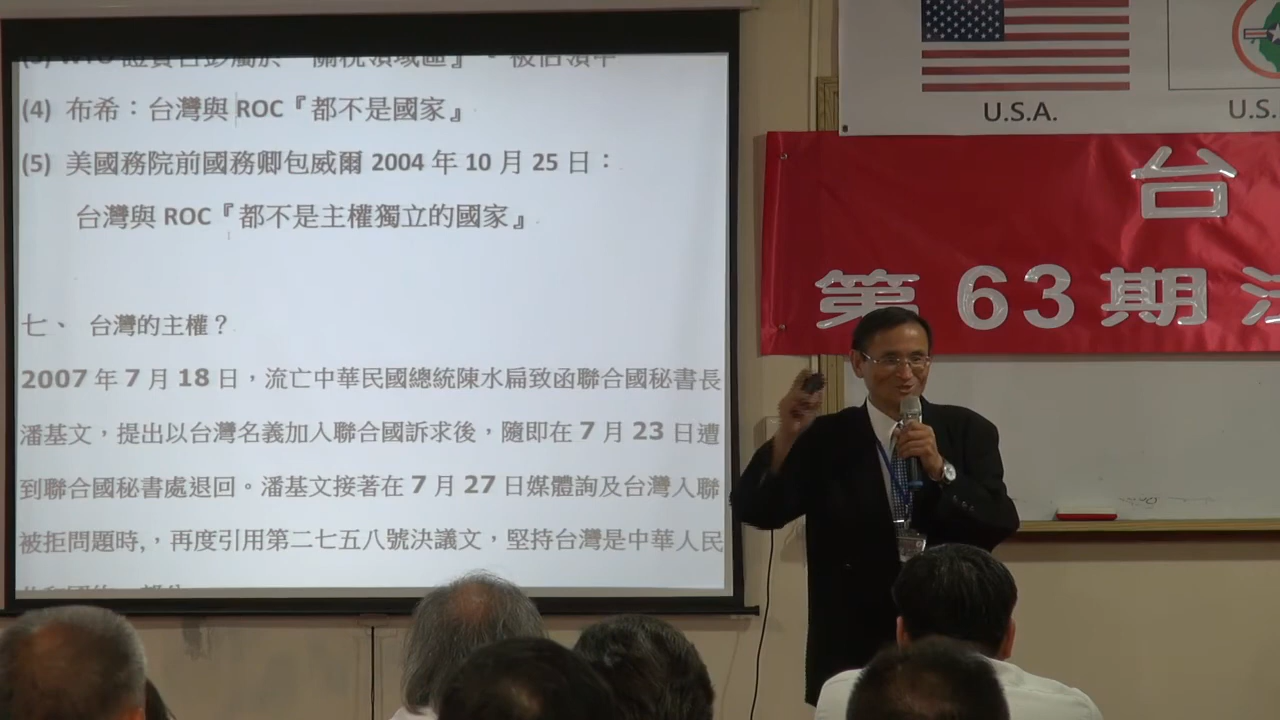 (4) 布希：台灣與 ROC『都不是國家』
(5) 美國務院前國務卿包威爾 2004 年 10 月 25 日：
台灣與 ROC『都不是主權獨立的國家』
七、 台灣的主權？
2007 年 7 月 18 日，流亡中華民國總統陳水扁致函聯合國秘書長
潘基文，提出以台灣名義加入聯合國訴求後，隨即在 7 月 23 日遭
到聯合國秘書處退回。潘基文接著在 7 月 27 日媒體詢及台灣入聯
被拒問題時,，再度引用第二七五八號決議文，堅持台灣是中華人民
U.S.A.
U.S.
台
第 63 期